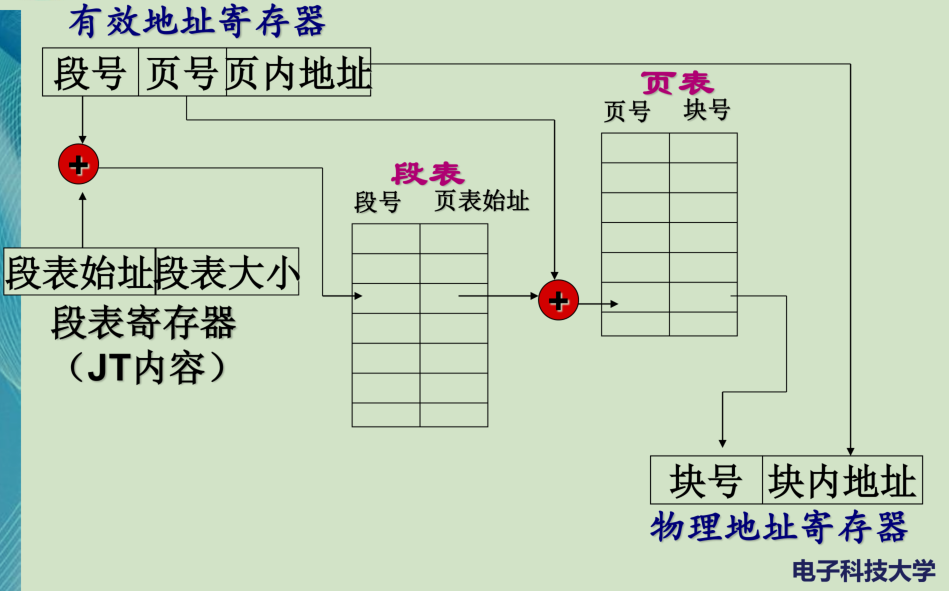 有效地址寄存器
段号 页号 页内地址
页表
页号 块号
+
段表
段号 页表始址
段表始址 段表大小
+
段表寄存器
（JT内容）
块号 块内地址
物理地址寄存器
电子科技大学